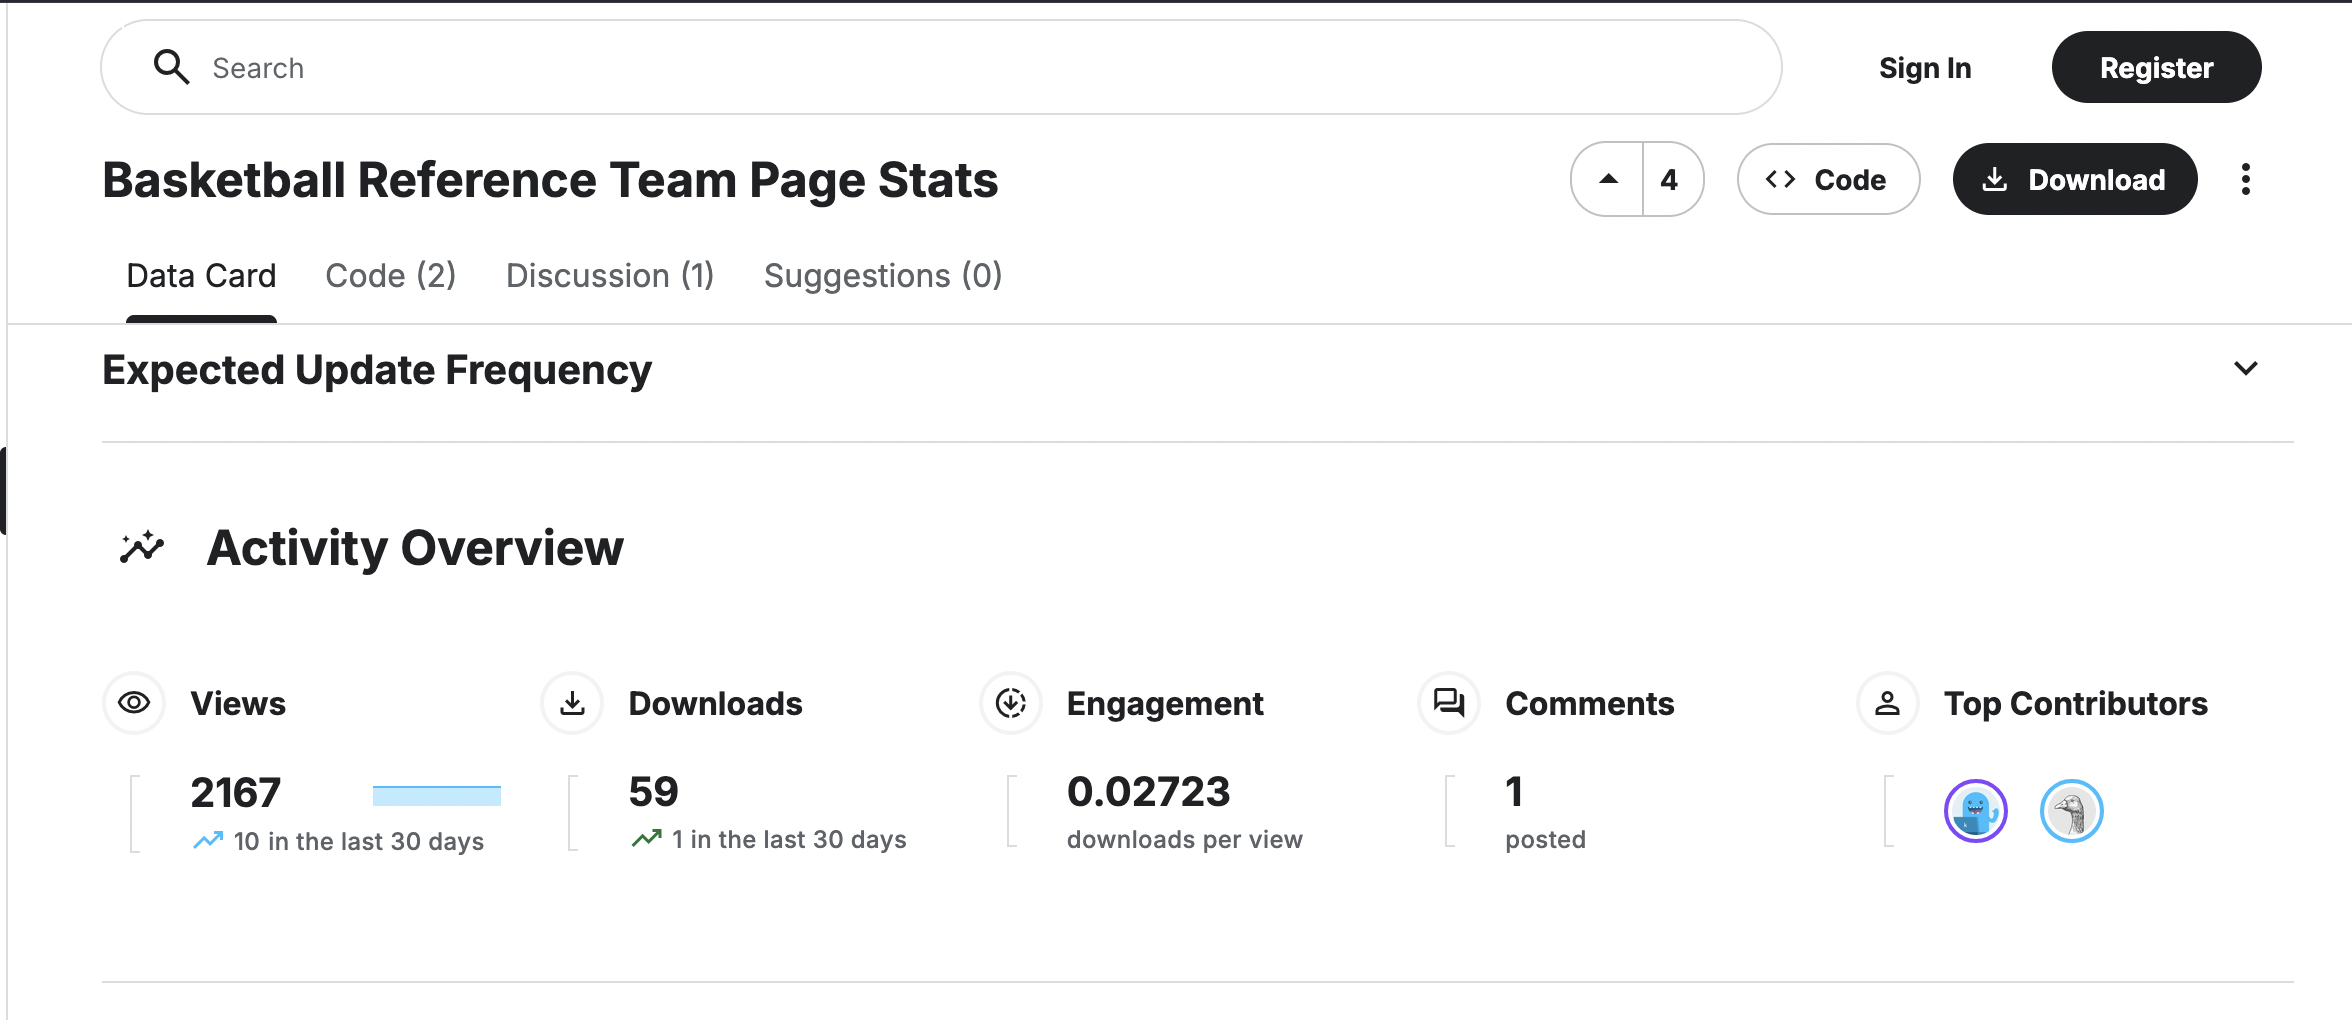 Search
Sign In
Register
Basketball Reference Team Page Stats
4
Code
Download
Data Card
Code (2)
Discussion (1)
Suggestions (0)
Expected Update Frequency
Activity Overview
Views
2167
10 in the last 30 days
Downloads
59
1 in the last 30 days
Engagement
0.02723
downloads per view
Comments
1
posted
Top Contributors